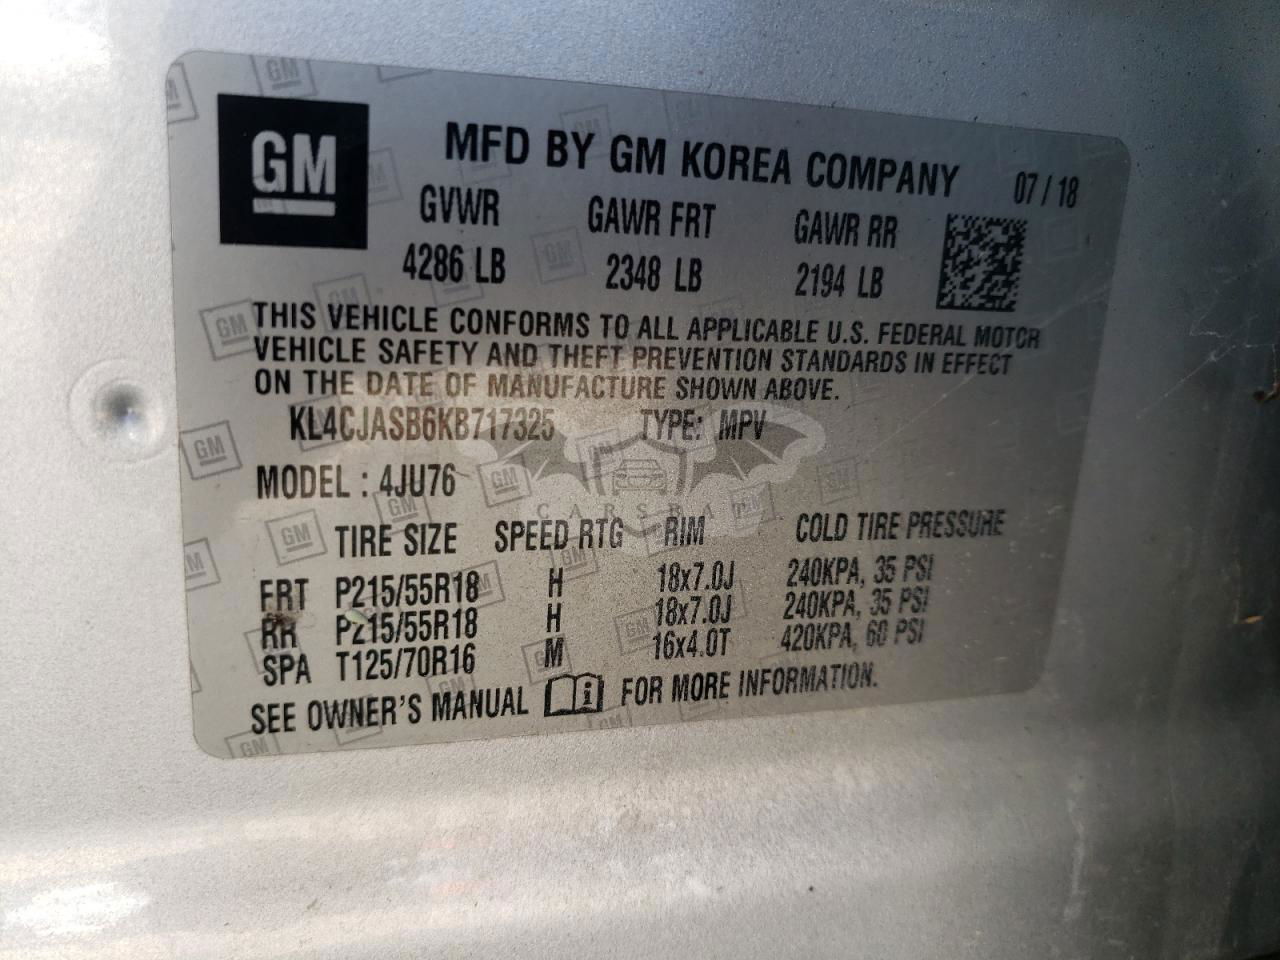 GM MFD BY GM KOREA COMPANY 07/18
GVWR GAWR FRT GAWR RR
4286 LB 2348 LB 2194 LB
THIS VEHICLE CONFORMS TO ALL APPLICABLE U.S. FEDERAL MOTOR
VEHICLE SAFETY AND THEFT PREVENTION STANDARDS IN EFFECT
ON THE DATE OF MANUFACTURE SHOWN ABOVE.
KL4CJASB6KB717325 TYPE: MPV
MODEL : 4JU76
CARSBAT
TIRE SIZE SPEED RTG RIM COLD TIRE PRESSURE
FRT P215/55R18 H 18x7.0J 240KPA, 35 PSI
RR P215/55R18 H 18x7.0J 240KPA, 35 PSI
SPA T125/70R16 M 16x4.0T 420KPA, 60 PSI
SEE OWNER'S MANUAL FOR MORE INFORMATION.